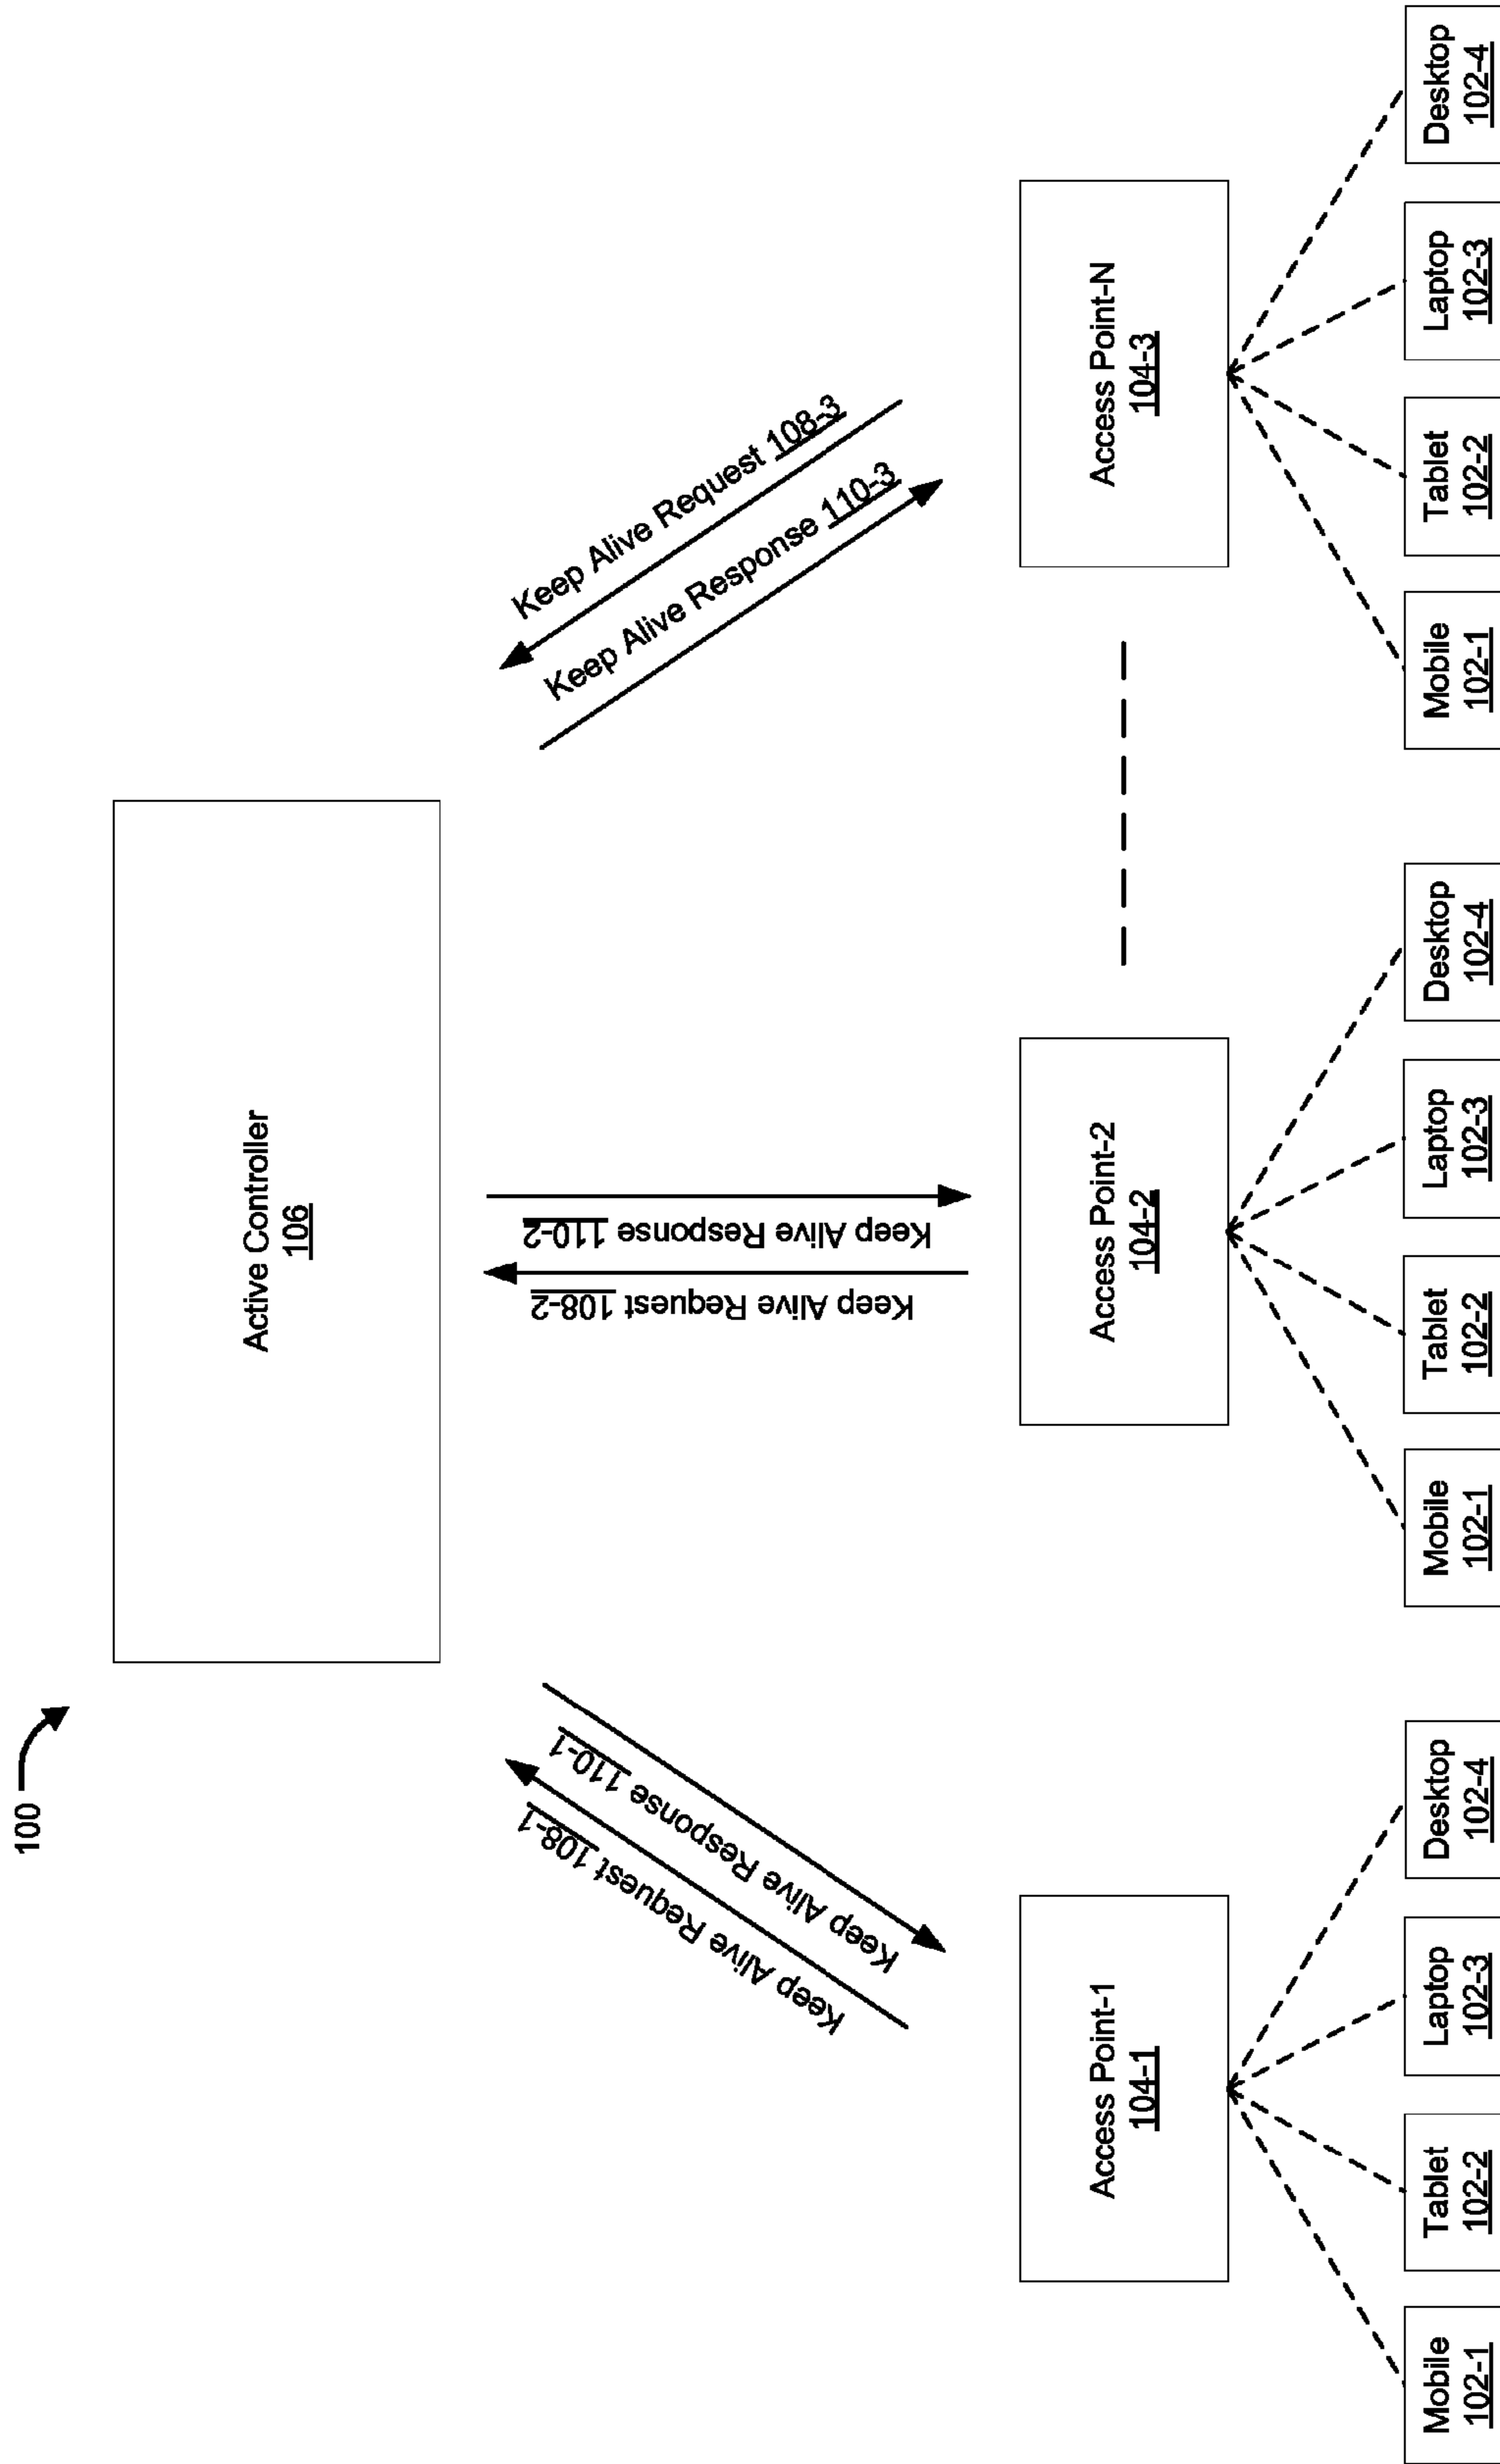 100
Active Controller
106
Keep Alive Request 108-1
Keep Alive Response 110-1
Keep Alive Request 108-2
Keep Alive Response 110-2
Keep Alive Request 108-3
Keep Alive Response 110-3
Access Point-1
104-1
Access Point-2
104-2
Access Point-N
104-3
Mobile
102-1
Tablet
102-2
Laptop
102-3
Desktop
102-4
Mobile
102-1
Tablet
102-2
Laptop
102-3
Desktop
102-4
Mobile
102-1
Tablet
102-2
Laptop
102-3
Desktop
102-4